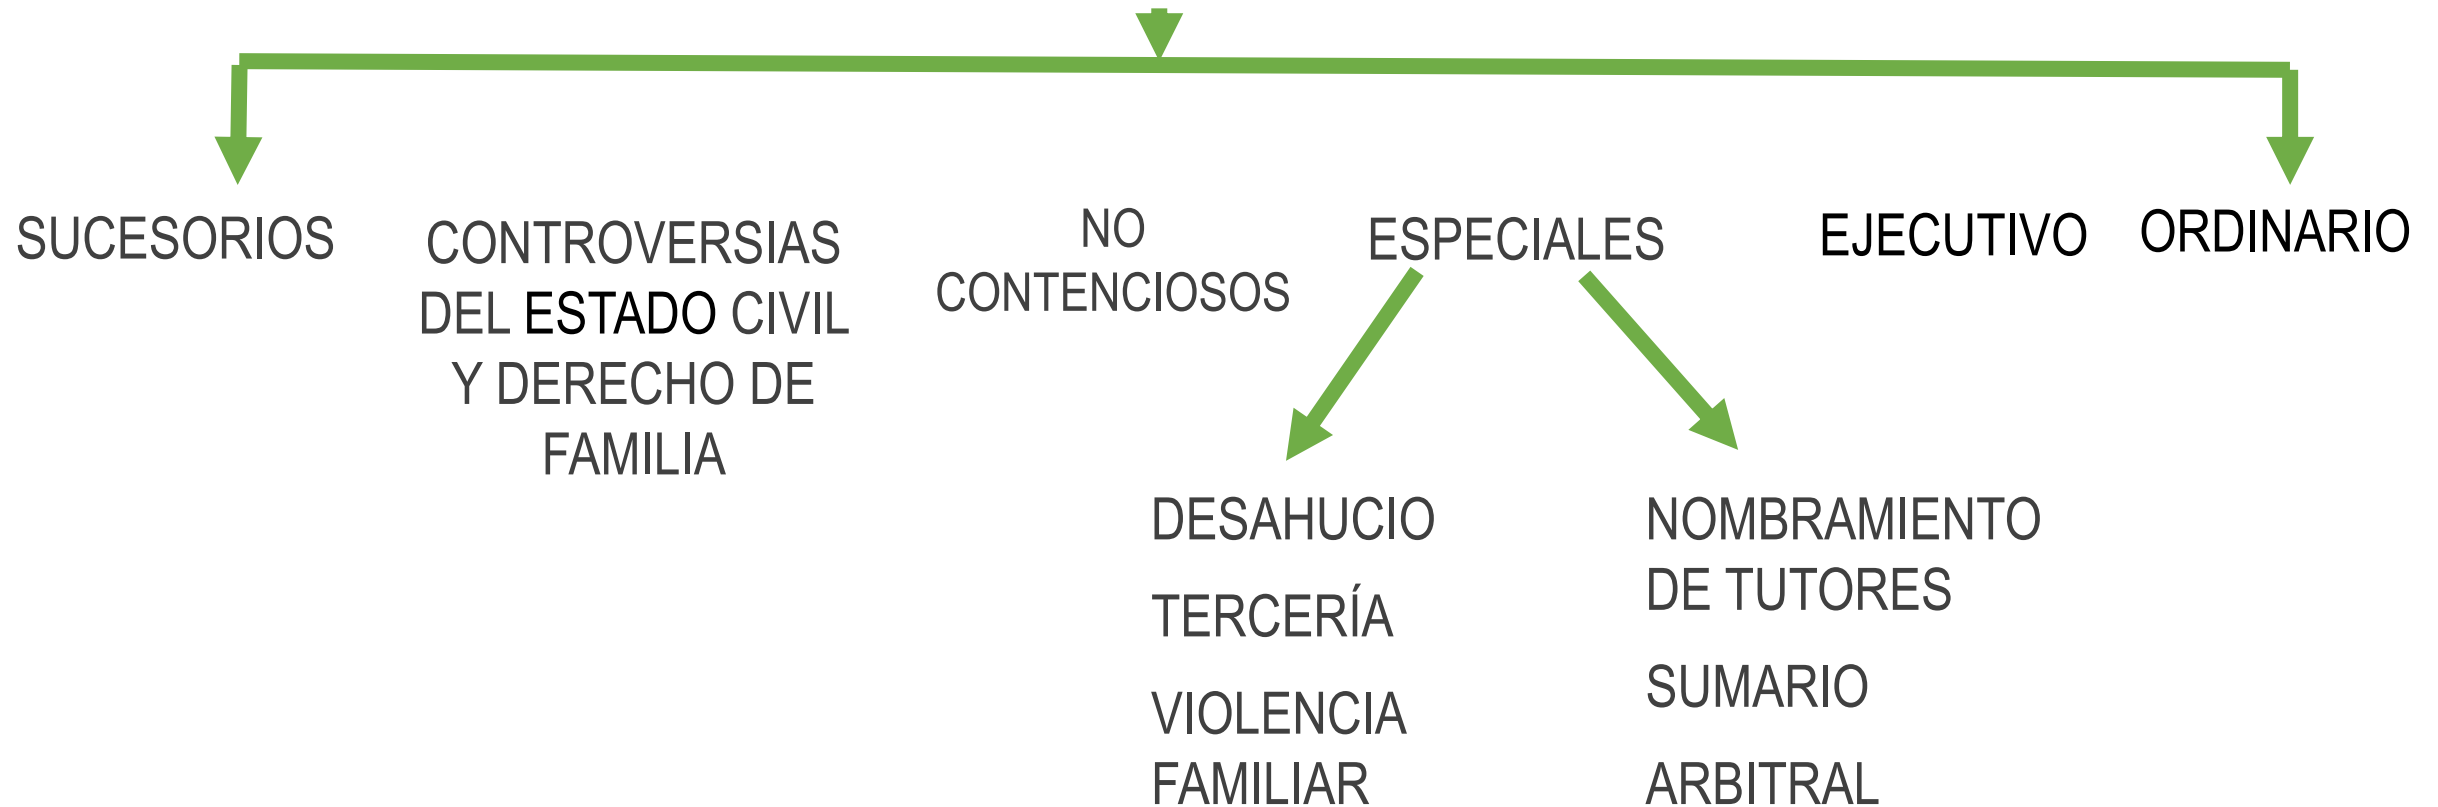 SUCESORIOS
CONTROVERSIAS
DEL ESTADO CIVIL
Y DERECHO DE
FAMILIA
NO
CONTENCIOSOS
ESPECIALES
EJECUTIVO
ORDINARIO
DESAHUCIO
TERCERÍA
VIOLENCIA
FAMILIAR
NOMBRAMIENTO
DE TUTORES
SUMARIO
ARBITRAL